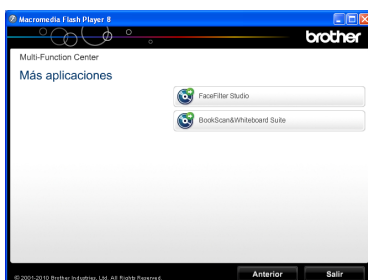 Macromedia Flash Player 8
brother
Multi-Function Center
Más aplicaciones
FaceFilter Studio
BookScan&Whiteboard Suite
© 2001-2010 Brother Industries, Ltd. All Rights Reserved.
Anterior
Salir